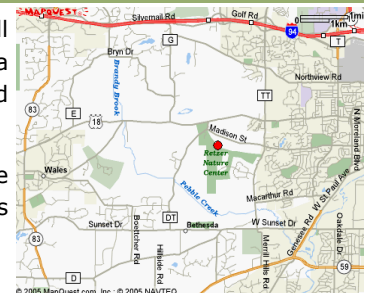 ll
a
d
e
s
MAPQUEST
Silvernail Rd
Golf Rd
1mi
1km
94
G
T
Bryn Dr
Brandy Brook
Northview Rd
83
TT
E
18
N Moreland Blvd
Madison St
Retzer
Nature
Center
Wales
Pebble Creek
Macarthur Rd
W St Paul Ave
DT
Sunset Dr
Bethesda
W Sunset Dr
83
Boettcher Rd
Hillside Rd
Merrill Hills Rd
Genesee Rd
Oakdale Dr
59
D
© 2005 MapQuest.com, Inc.; © 2005 NAVTEQ